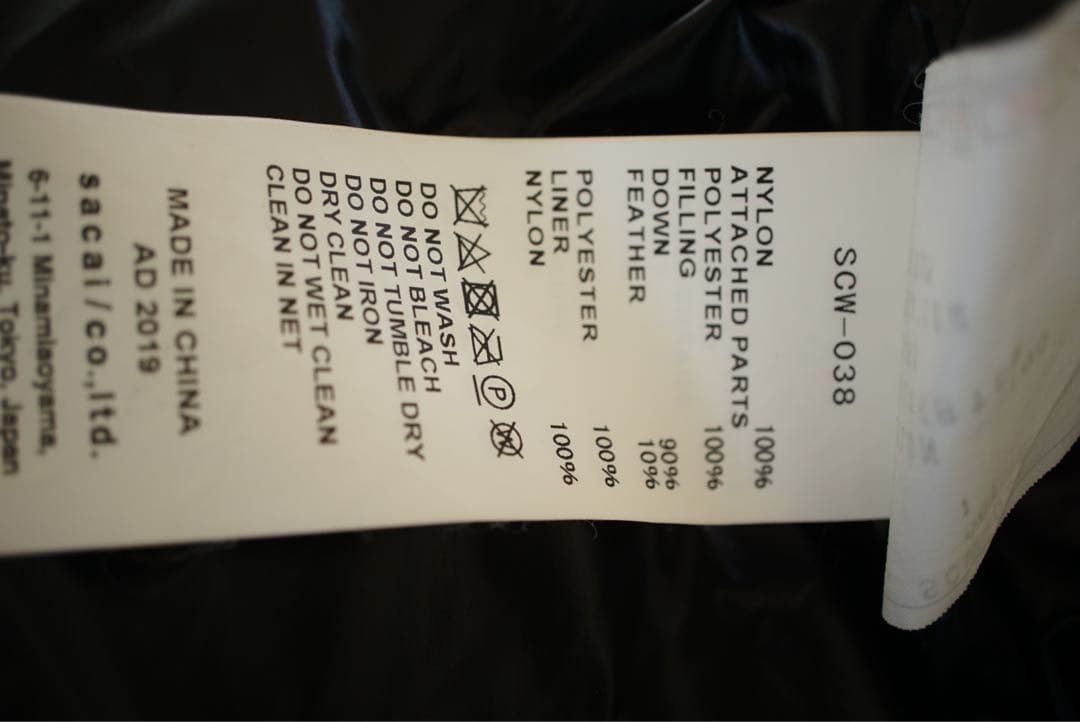 SCW-038
NYLON 100%
ATTACHED PARTS
POLYESTER 100%
FILLING
DOWN 90%
FEATHER 10%
POLYESTER 100%
LINER
NYLON 100%
P
W
DO NOT WASH
DO NOT BLEACH
DO NOT TUMBLE DRY
DO NOT IRON
DRY CLEAN
DO NOT WET CLEAN
CLEAN IN NET
MADE IN CHINA
AD 2019
sacai/co.,ltd.
6-11-1 Minamiaoyama,
Minato-ku, Tokyo, Japan